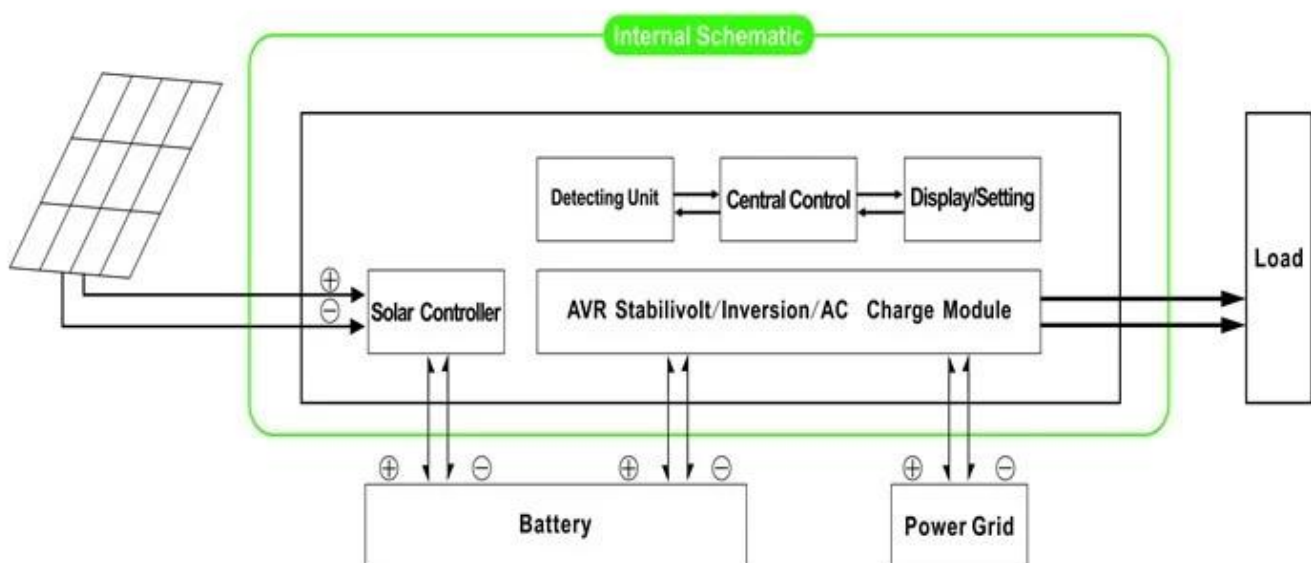 Internal Schematic
Detecting Unit
Central Control
Display/Setting
Load
⊕
⊖
Solar Controller
AVR Stabilivolt/Inversion/AC Charge Module
⊕ ⊖ ⊕ ⊖ ⊕ ⊖
Battery
Power Grid